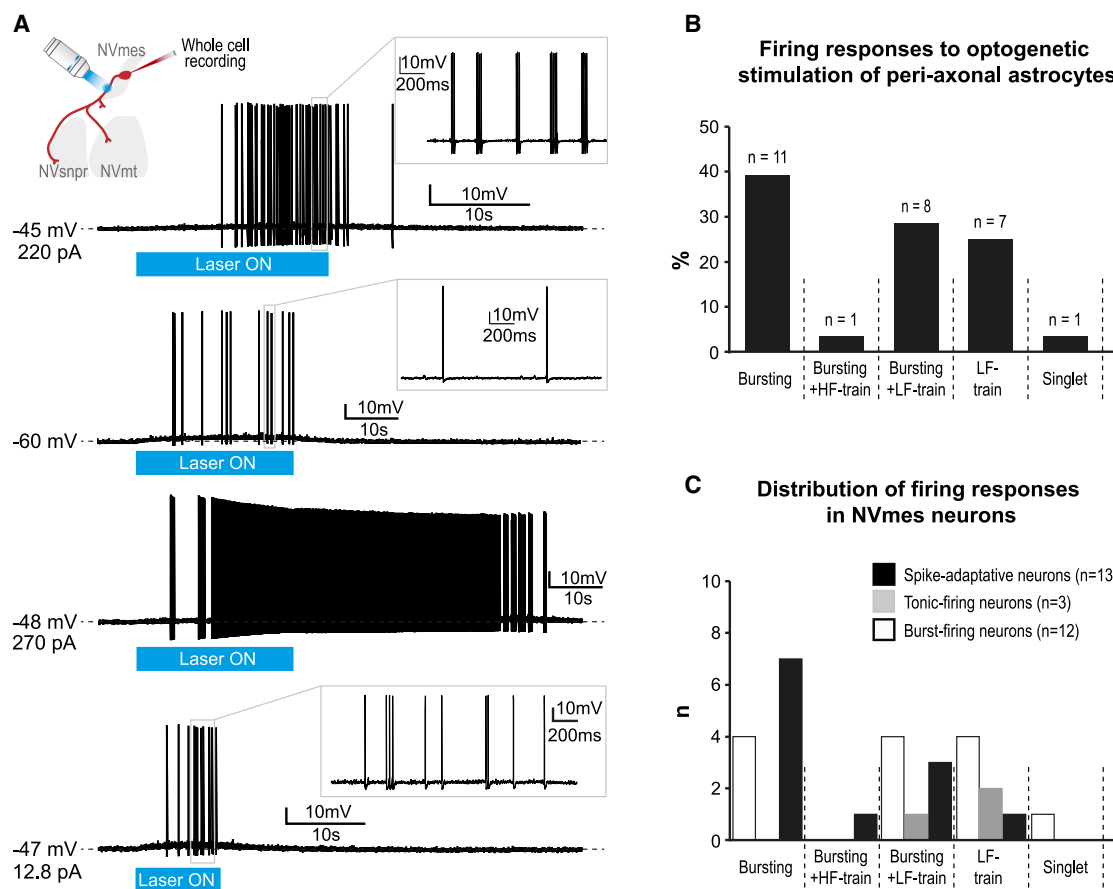 A
NVmes
Whole cell
recording
NVsnpr
NVmt
10mV
200ms
10mV
10s
-45 mV
220 pA
Laser ON
10mV
200ms
10mV
10s
-60 mV
Laser ON
10mV
10s
-48 mV
270 pA
Laser ON
10mV
200ms
10mV
10s
-47 mV
12.8 pA
Laser ON
B
Firing responses to optogenetic
stimulation of peri-axonal astrocytes
50
40
30
20
10
0
%
n = 11
n = 1
n = 8
n = 7
n = 1
Bursting
Bursting
+HF-train
Bursting
+LF-train
LF-
train
Singlet
C
Distribution of firing responses
in NVmes neurons
Spike-adaptative neurons (n=13
Tonic-firing neurons (n=3)
Burst-firing neurons (n=12)
10
8
6
4
2
0
n
Bursting
Bursting
+HF-train
Bursting
+LF-train
LF-
train
Singlet